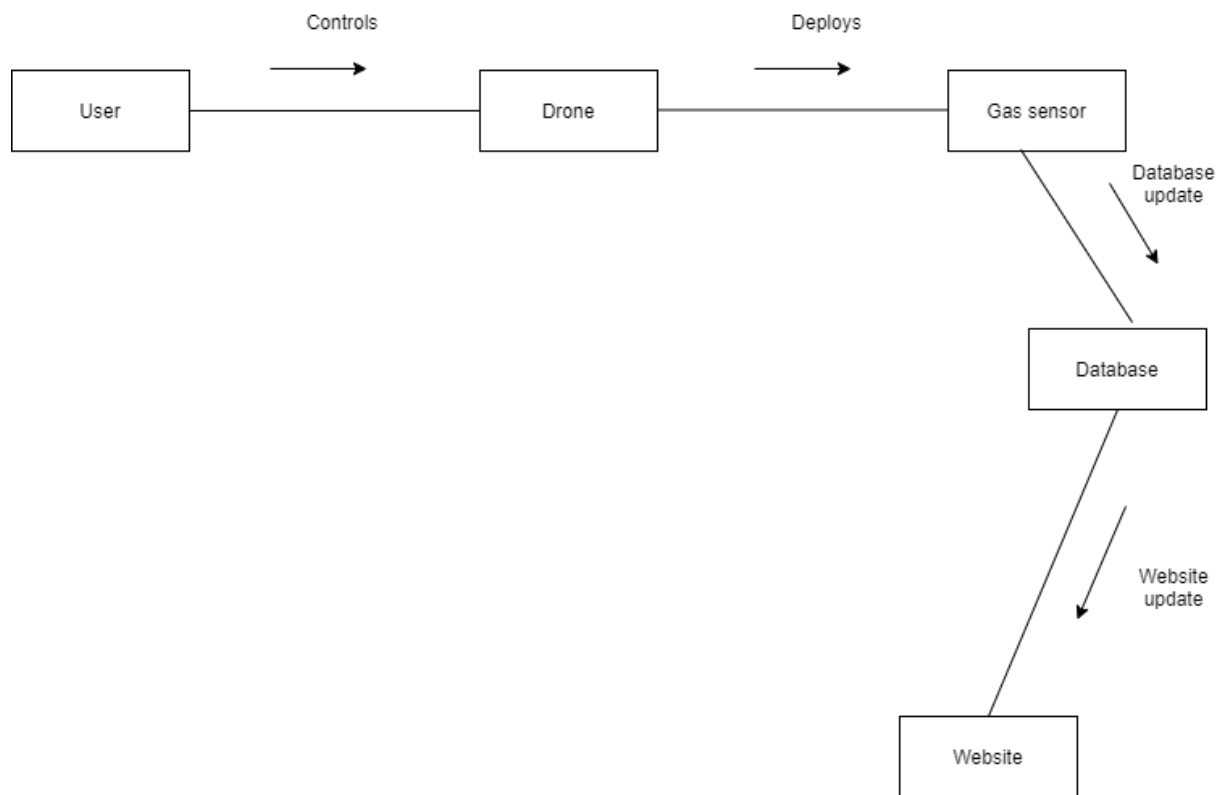 Controls
Deploys
User
Drone
Gas sensor
Database
update
Database
Website
update
Website